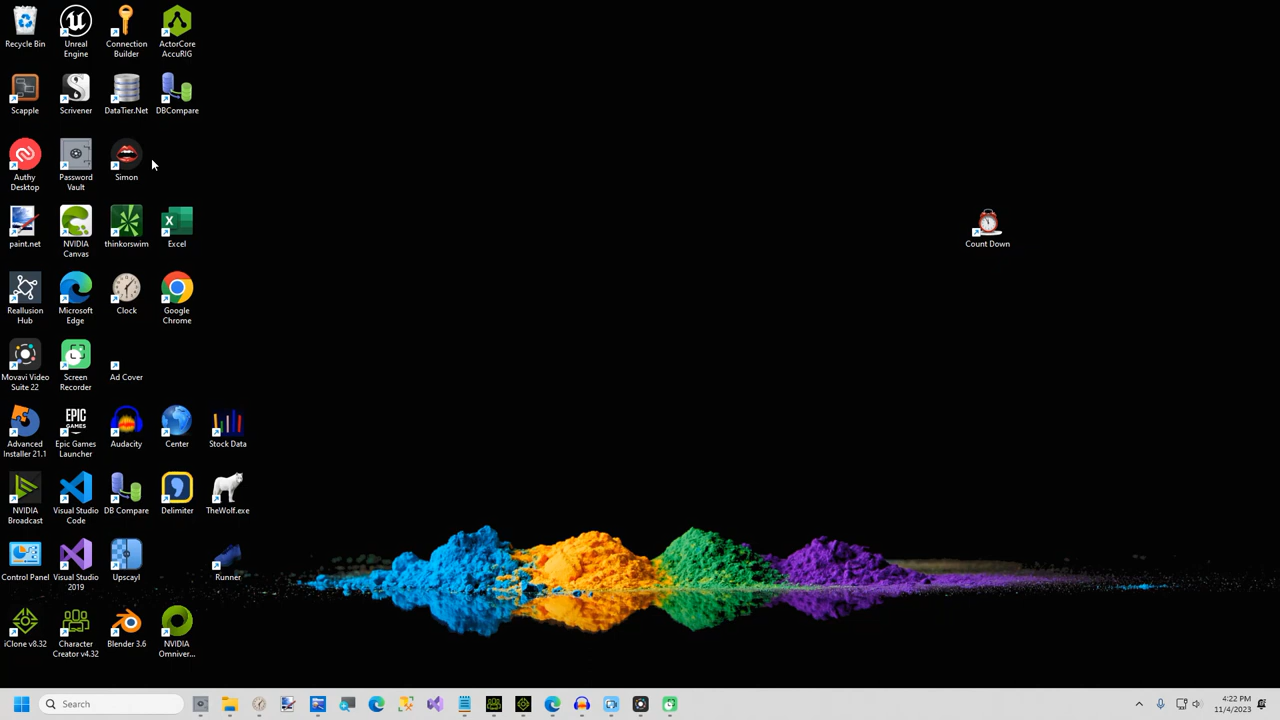 Recycle Bin
Unreal
Engine
Connection
Builder
ActorCore
AccuRIG
Scapple
Scrivener
DataTier.Net
DBCompare
Authy
Desktop
Password
Vault
Simon
paint.net
NVIDIA
Canvas
thinkorswim
Excel
Count Down
Reallusion
Hub
Microsoft
Edge
Clock
Google
Chrome
Movavi Video
Suite 22
Screen
Recorder
Ad Cover
Advanced
Installer 21.1
EPIC
GAMES
Epic Games
Launcher
Audacity
Center
Stock Data
NVIDIA
Broadcast
Visual Studio
Code
DB Compare
Delimiter
TheWolf.exe
Control Panel
Visual Studio
2019
Upscayl
Runner
iClone v8.32
Character
Creator v4.32
Blender 3.6
NVIDIA
Omniver...
Search
4:22 PM
11/4/2023